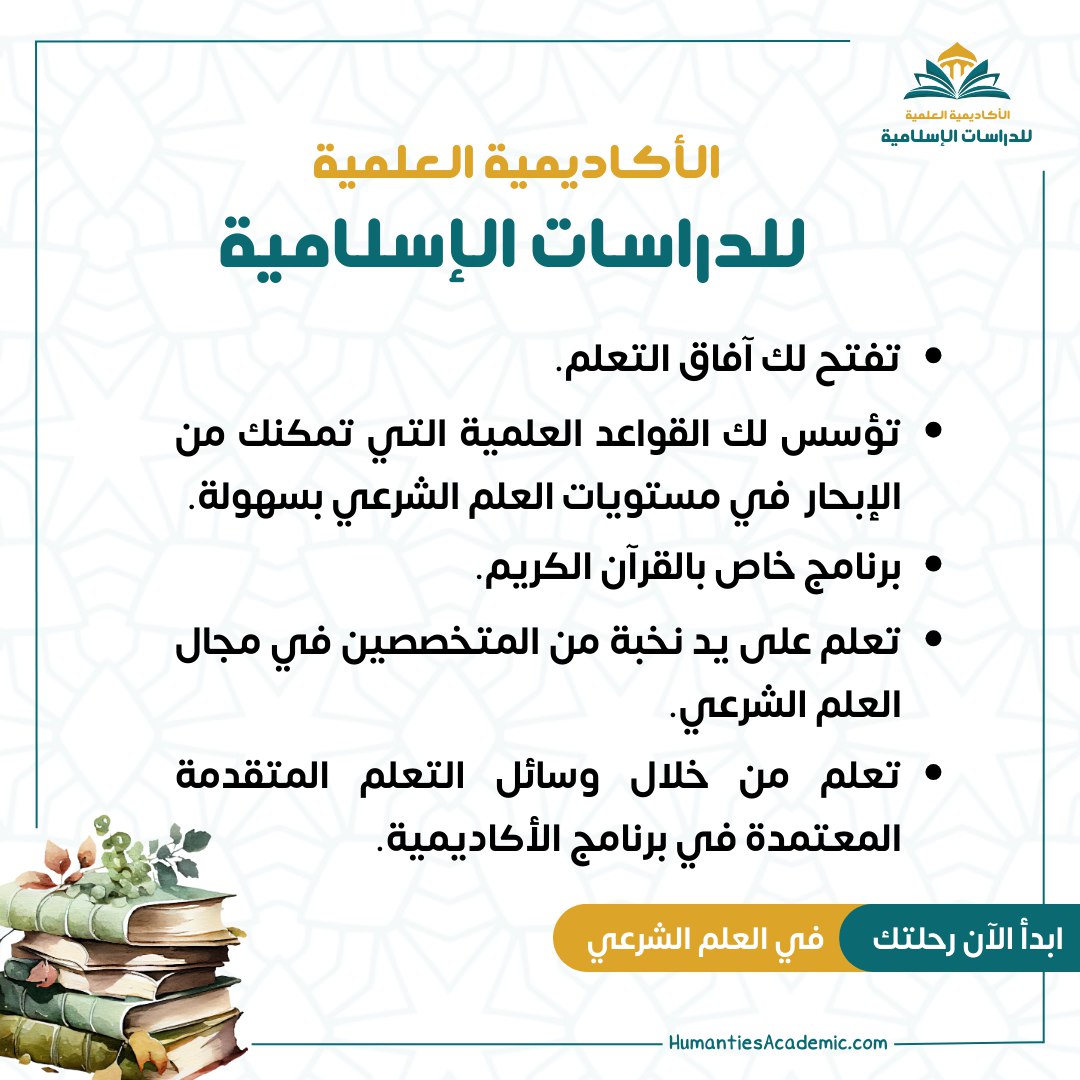 الأكاديمية العلمية
للدراسات الإسلامية
الأكاديمية العلمية
للدراسات الإسلامية
• تفتح لك آفاق التعلم.
• تؤسس لك القواعد العلمية التي تمكنك من
الإبحار في مستويات العلم الشرعي بسهولة.
• برنامج خاص بالقرآن الكريم.
• تعلم على يد نخبة من المتخصصين في مجال
العلم الشرعي.
• تعلم من خلال وسائل التعلم المتقدمة
المعتمدة في برنامج الأكاديمية.
ابدأ الآن رحلتك في العلم الشرعي
HumantiesAcademic.com